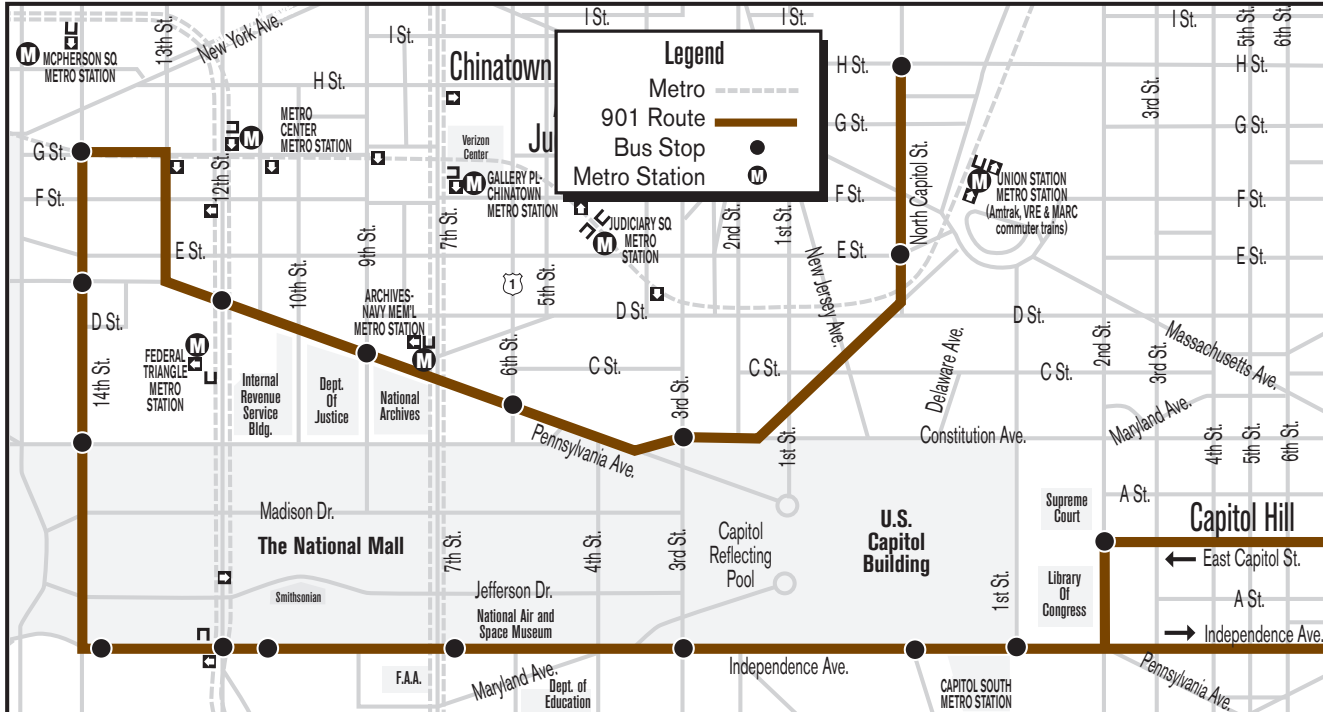 I St.
I St.
I St.
I St.
13th St.
New York Ave.
5th St.
6th St.
MCPHERSON SQ.
METRO STATION
H St.
Chinatown
Legend
Metro
901 Route
Bus Stop
Metro Station
H St.
H St.
3rd St.
METRO
CENTER
METRO STATION
Verizon
Center
Ju
G St.
G St.
G St.
North Capitol St.
12th St.
GALLERY PL-
CHINATOWN
METRO STATION
UNION STATION
METRO STATION
(Amtrak, VRE & MARC
commuter trains)
F St.
F St.
F St.
JUDICIARY SQ.
METRO
STATION
7th St.
2nd St.
1st St.
E St.
E St.
E St.
9th St.
10th St.
1
5th St.
New Jersey Ave.
ARCHIVES-
NAVY MEM'L
METRO STATION
D St.
D St.
D St.
14th St.
FEDERAL
TRIANGLE
METRO
STATION
Internal
Revenue
Service
Bldg.
Dept.
Of
Justice
National
Archives
6th St.
C St.
3rd St.
C St.
Delaware Ave.
C St.
2nd St.
3rd St.
Massachusetts Ave.
Maryland Ave.
Pennsylvania Ave.
1st St.
Constitution Ave.
4th St.
5th St.
6th St.
Madison Dr.
The National Mall
7th St.
4th St.
3rd St.
Capitol
Reflecting
Pool
U.S.
Capitol
Building
Supreme
Court
A St.
Capitol Hill
East Capitol St.
Smithsonian
Jefferson Dr.
National Air and
Space Museum
1st St.
Library
Of
Congress
A St.
Independence Ave.
F.A.A.
Maryland Ave.
Dept. of
Education
Independence Ave.
CAPITOL SOUTH
METRO STATION
Pennsylvania Ave.
M
M
M
M
M
M
M
M